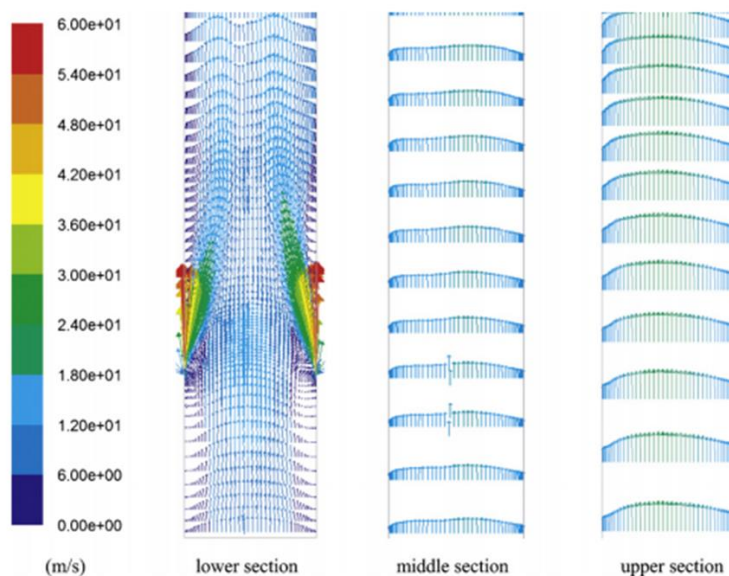 6.00e+01
5.40e+01
4.80e+01
4.20e+01
3.60e+01
3.00e+01
2.40e+01
1.80e+01
1.20e+01
6.00e+00
0.00e+00
(m/s) lower section middle section upper section